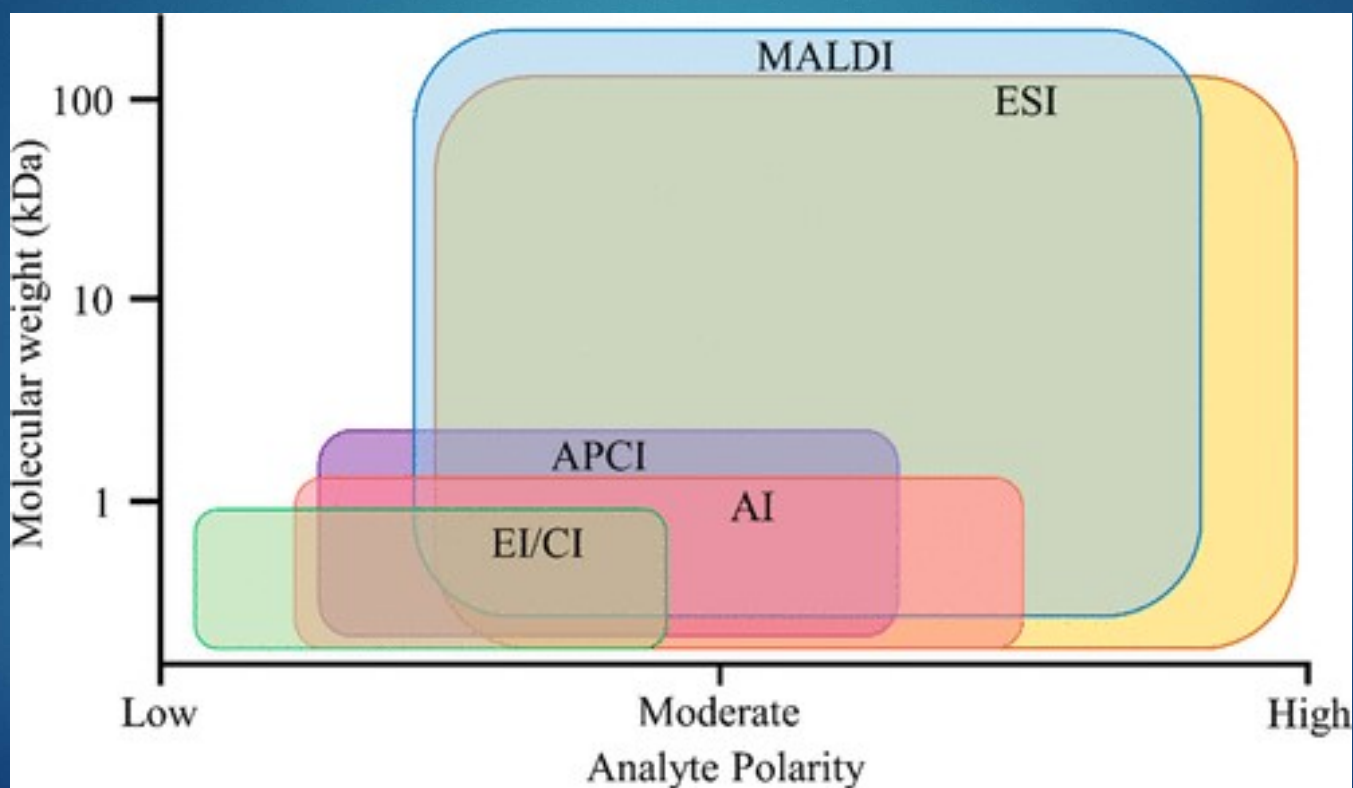 MALDI
ESI
100
Molecular weight (kDa)
10
APCI
AI
1
EI/CI
Low
Moderate
High
Analyte Polarity